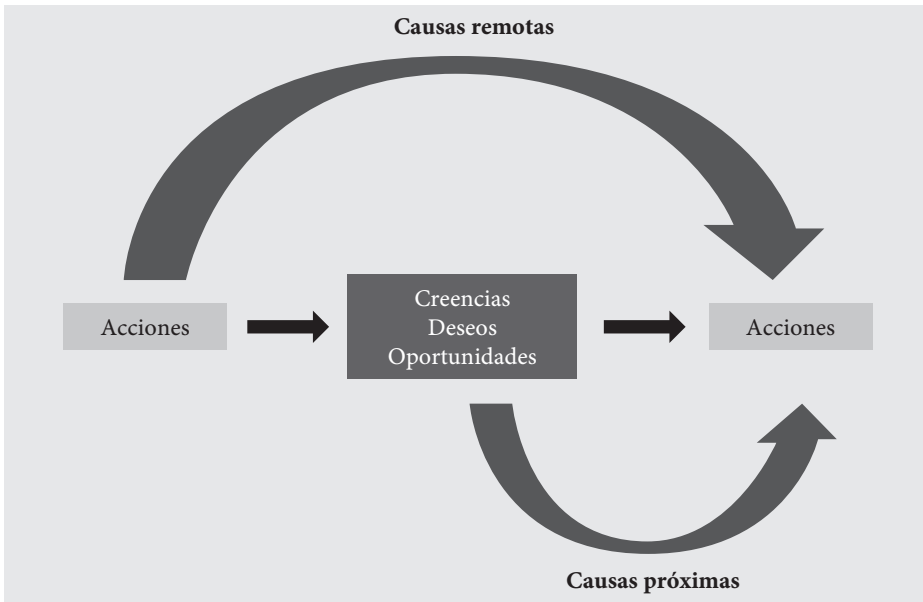 Causas remotas
Acciones
Creencias
Deseos
Oportunidades
Acciones
Causas próximas